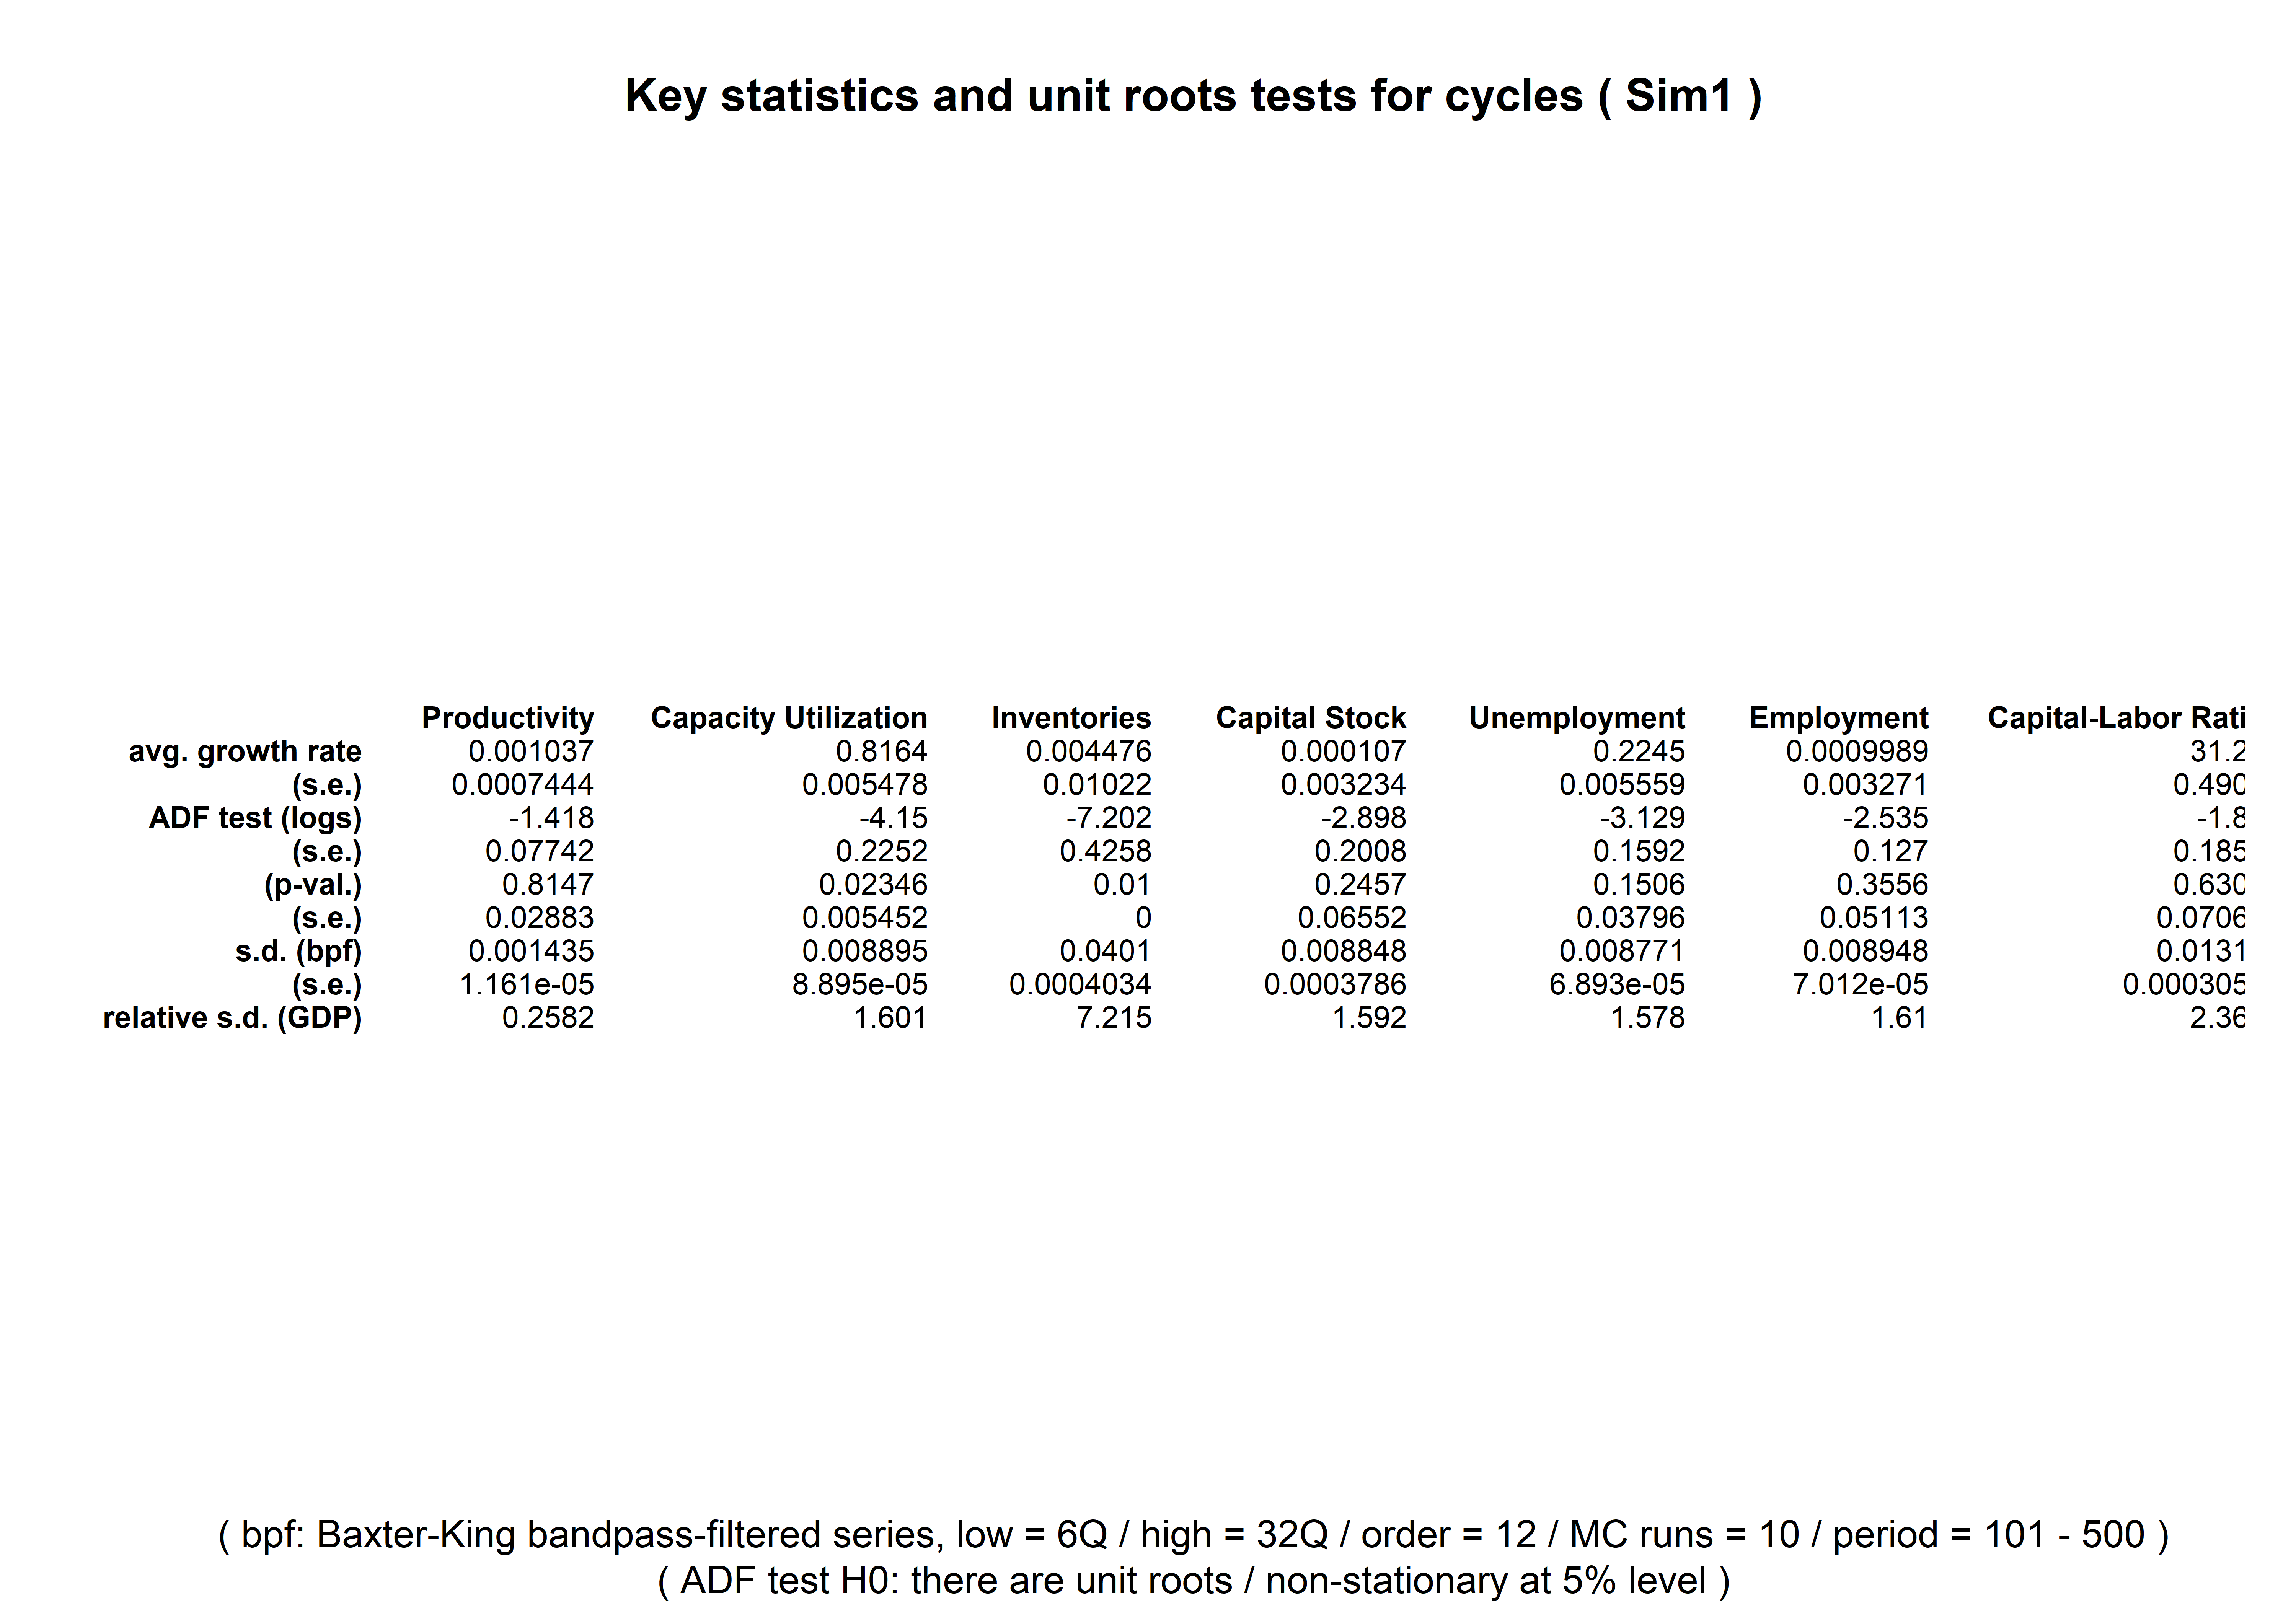 Key statistics and unit roots tests for cycles ( Sim1 )
Productivity Capacity Utilization Inventories Capital Stock Unemployment Employment Capital-Labor Rati
avg. growth rate 0.001037 0.8164 0.004476 0.000107 0.2245 0.0009989 31.2
(s.e.) 0.0007444 0.005478 0.01022 0.003234 0.005559 0.003271 0.490
ADF test (logs) -1.418 -4.15 -7.202 -2.898 -3.129 -2.535 -1.8
(s.e.) 0.07742 0.2252 0.4258 0.2008 0.1592 0.127 0.185
(p-val.) 0.8147 0.02346 0.01 0.2457 0.1506 0.3556 0.630
(s.e.) 0.02883 0.005452 0 0.06552 0.03796 0.05113 0.0706
s.d. (bpf) 0.001435 0.008895 0.0401 0.008848 0.008771 0.008948 0.0131
(s.e.) 1.161e-05 8.895e-05 0.0004034 0.0003786 6.893e-05 7.012e-05 0.000305
relative s.d. (GDP) 0.2582 1.601 7.215 1.592 1.578 1.61 2.36
( bpf: Baxter-King bandpass-filtered series, low = 6Q / high = 32Q / order = 12 / MC runs = 10 / period = 101 - 500 )
( ADF test H0: there are unit roots / non-stationary at 5% level )